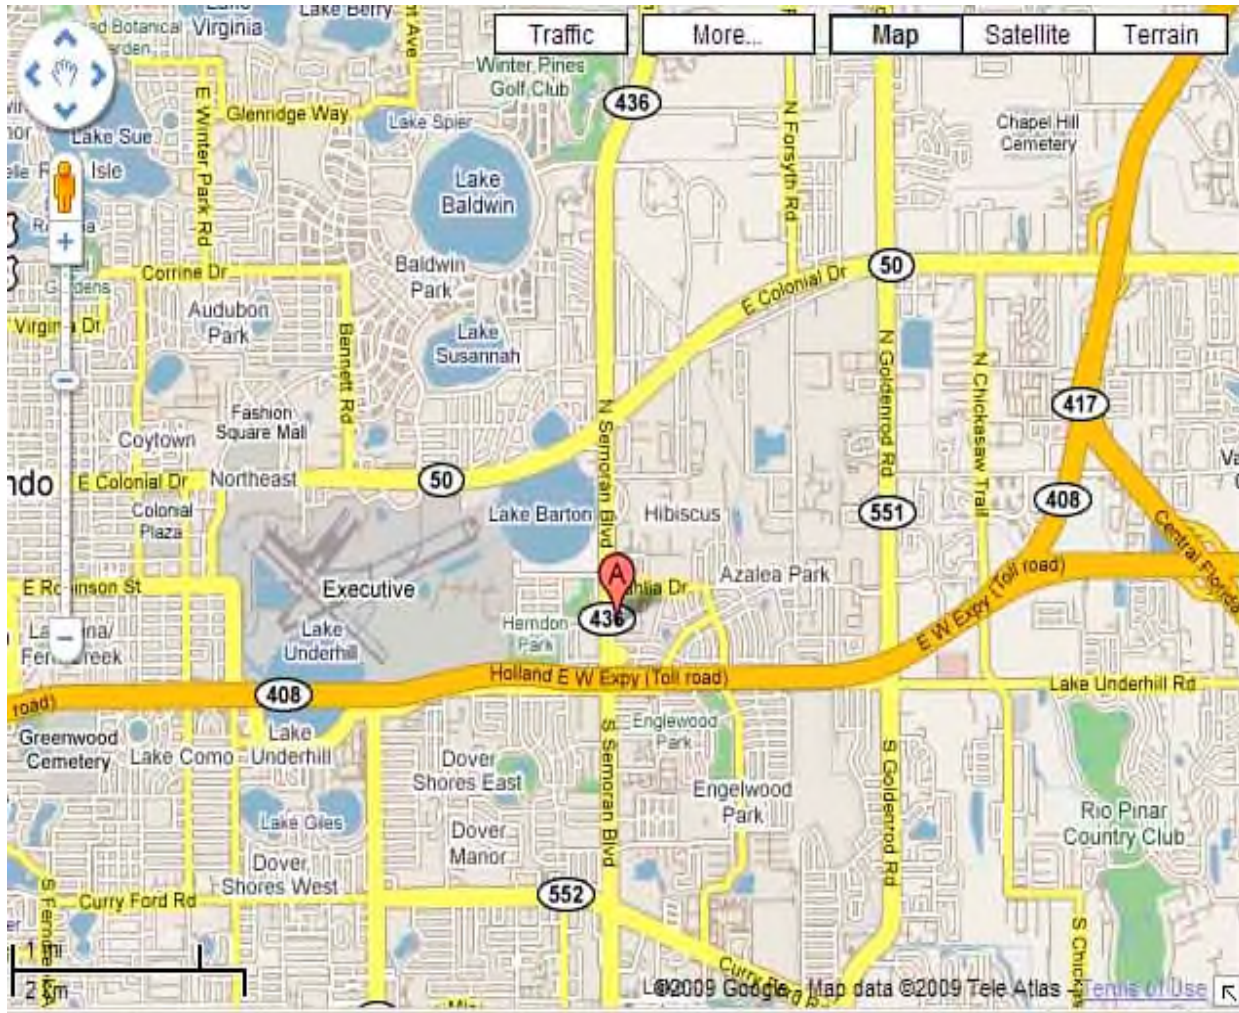 Traffic
More...
Map
Satellite
Terrain
Virginia
Lake Berry
Winter Pines
Golf Club
436
Glenridge Way
E Winter Park Rd
Lake Sue
Isle
Lake Spier
Lake
Baldwin
N Forsyth Rd
Chapel Hill
Cemetery
Corrine Dr
Baldwin
Park
50
E Colonial Dr
Audubon
Park
Bennett Rd
Lake
Susannah
N Goldenrod Rd
N Chickasaw Trail
417
Fashion
Square Mall
Coytown
N Semoran Blvd
E Colonial Dr
Northeast
50
408
551
Colonial
Plaza
Lake Barton
Hibiscus
Central Florida
E Robinson St
Executive
A
Azalea Park
436
Herndon
Park
Lake
Underhill
E W Expy (Toll road)
Holland E W Expy (Toll road)
408
road)
Lake Underhill Rd
Greenwood
Cemetery
Lake Como
Lake
Underhill
Englewood
Park
S Semoran Blvd
S Goldenrod Rd
Dover
Shores East
Engelwood
Park
Lake Giles
Dover
Manor
Rio Pinar
Country Club
Dover
Shores West
Curry Ford Rd
552
1 mi
2 km
©2009 Google - Map data ©2009 Tele Atlas - Terms of Use